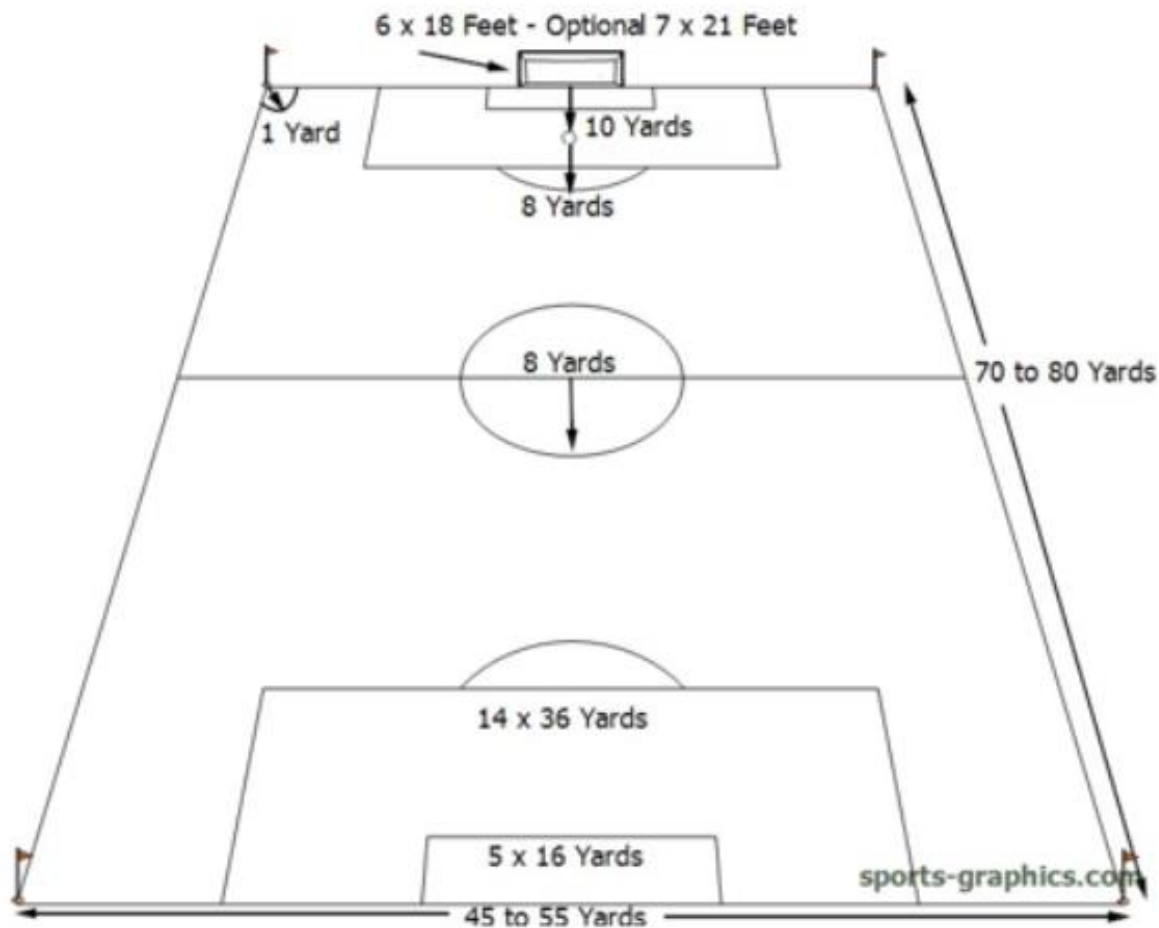 6 x 18 Feet - Optional 7 x 21 Feet
1 Yard
10 Yards
8 Yards
8 Yards
70 to 80 Yards
14 x 36 Yards
5 x 16 Yards
sports-graphics.com
45 to 55 Yards